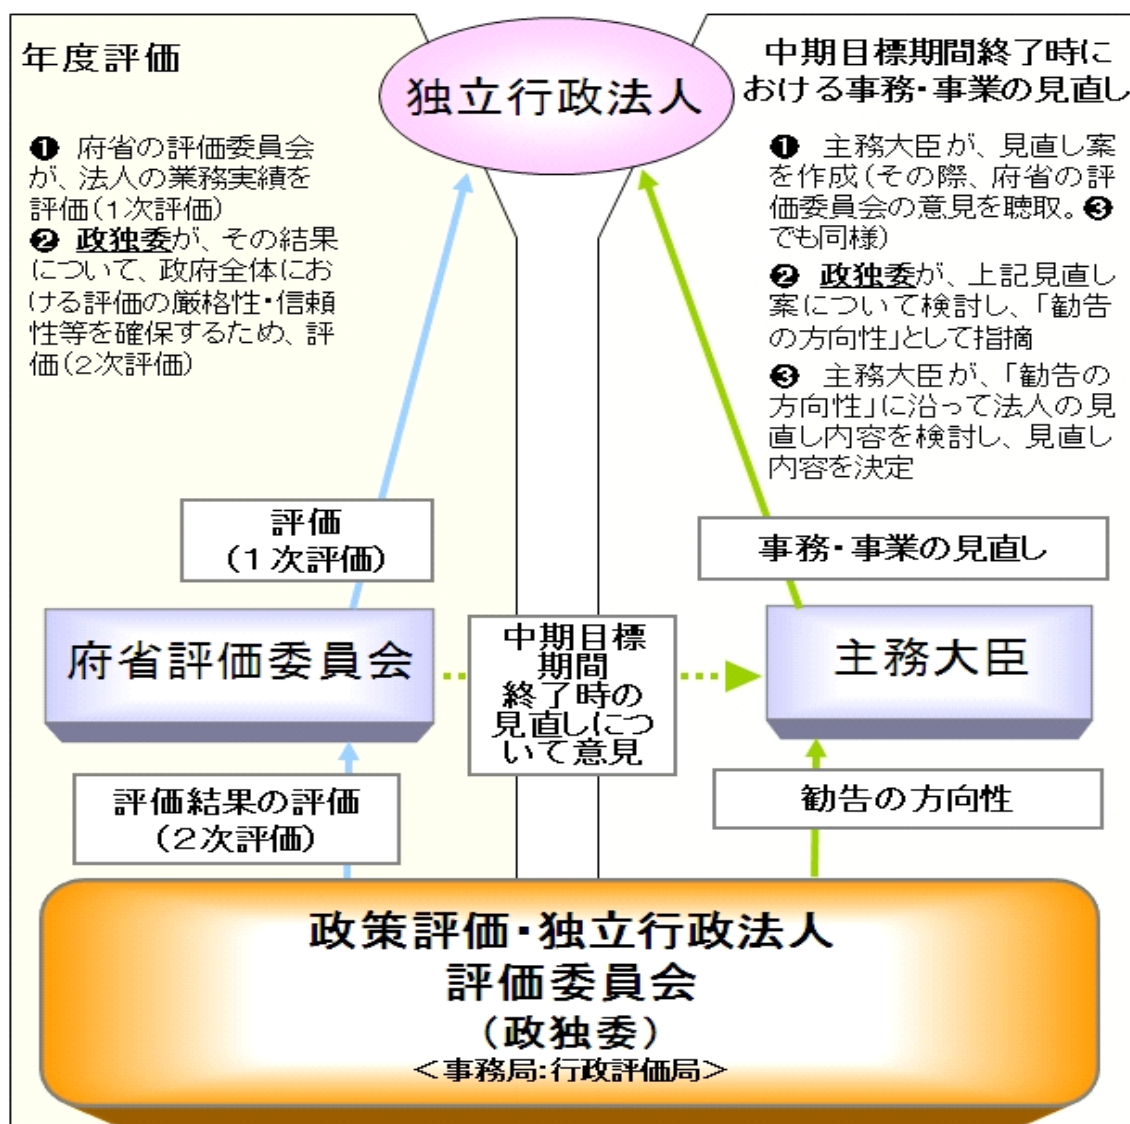 年度評価
❶ 府省の評価委員会
が、法人の業務実績を
評価(1次評価)
❷ 政独委が、その結果
について、政府全体にお
ける評価の厳格性・信頼
性等を確保するため、評
価(2次評価)
独立行政法人
中期目標期間終了時に
おける事務・事業の見直し
❶ 主務大臣が、見直し案
を作成(その際、府省の評
価委員会の意見を聴取。❸
でも同様)
❷ 政独委が、上記見直し
案について検討し、「勧告
の方向性」として指摘
❸ 主務大臣が、「勧告の
方向性」に沿って法人の見
直し内容を検討し、見直し
内容を決定
評価
(1次評価)
事務・事業の見直し
府省評価委員会
中期目標
期間
終了時の
見直しにつ
いて意見
主務大臣
評価結果の評価
(2次評価)
勧告の方向性
政策評価・独立行政法人
評価委員会
(政独委)
<事務局:行政評価局>